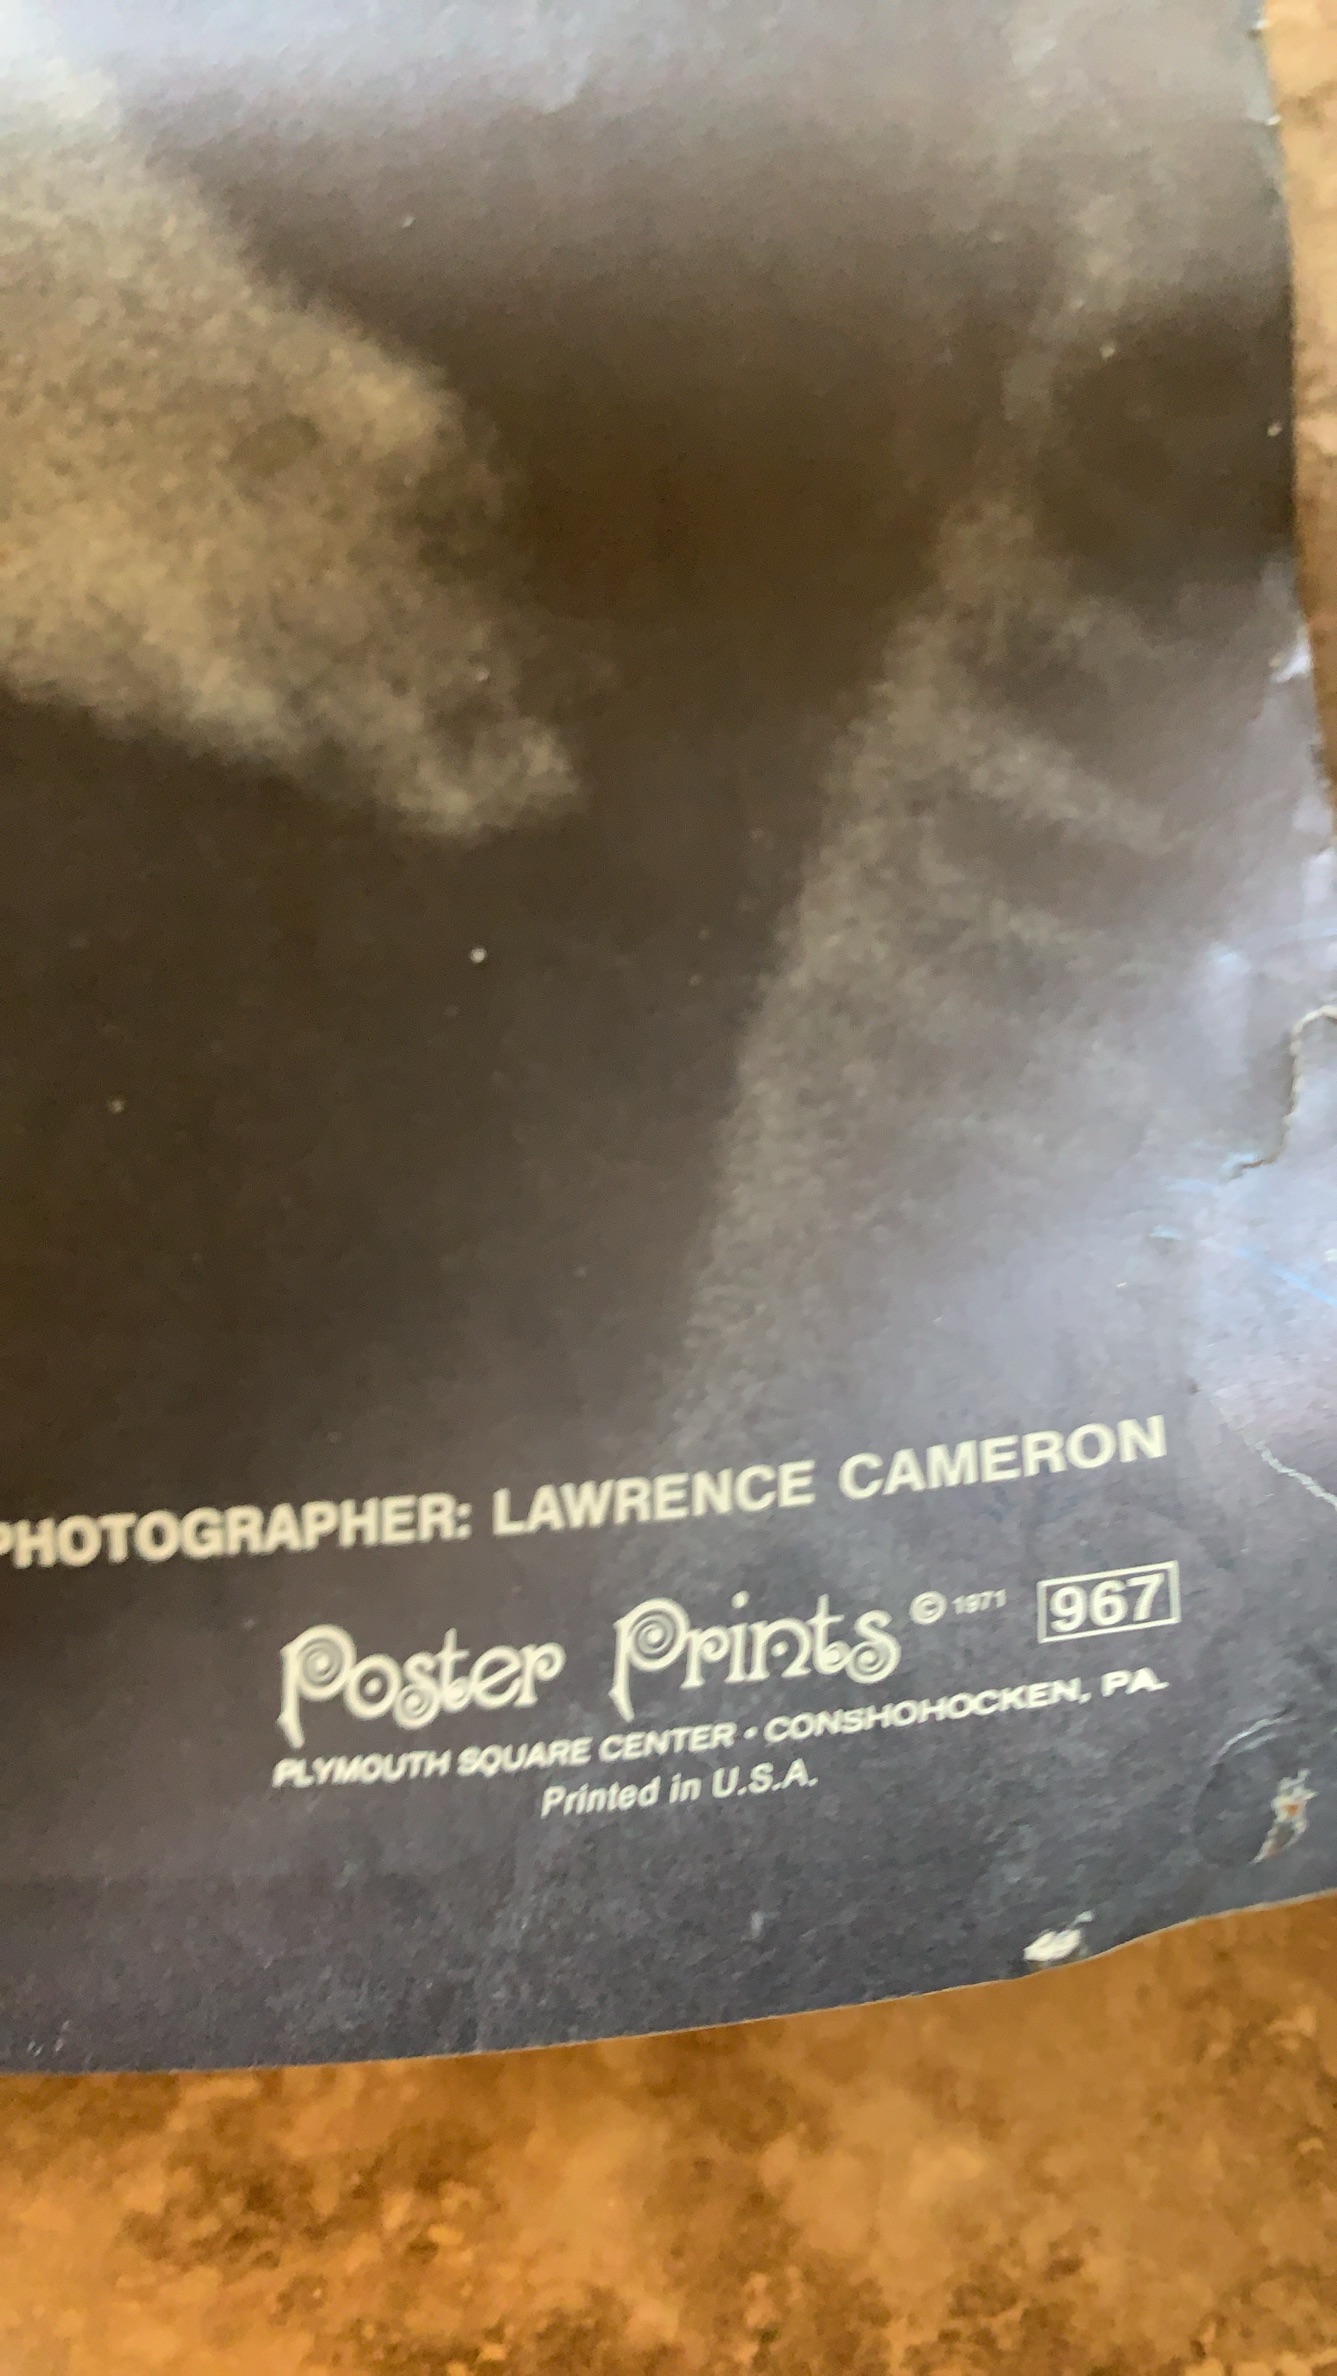 PHOTOGRAPHER: LAWRENCE CAMERON
Poster Prints © 1971 967
PLYMOUTH SQUARE CENTER • CONSHOHOCKEN, PA.
Printed in U.S.A.